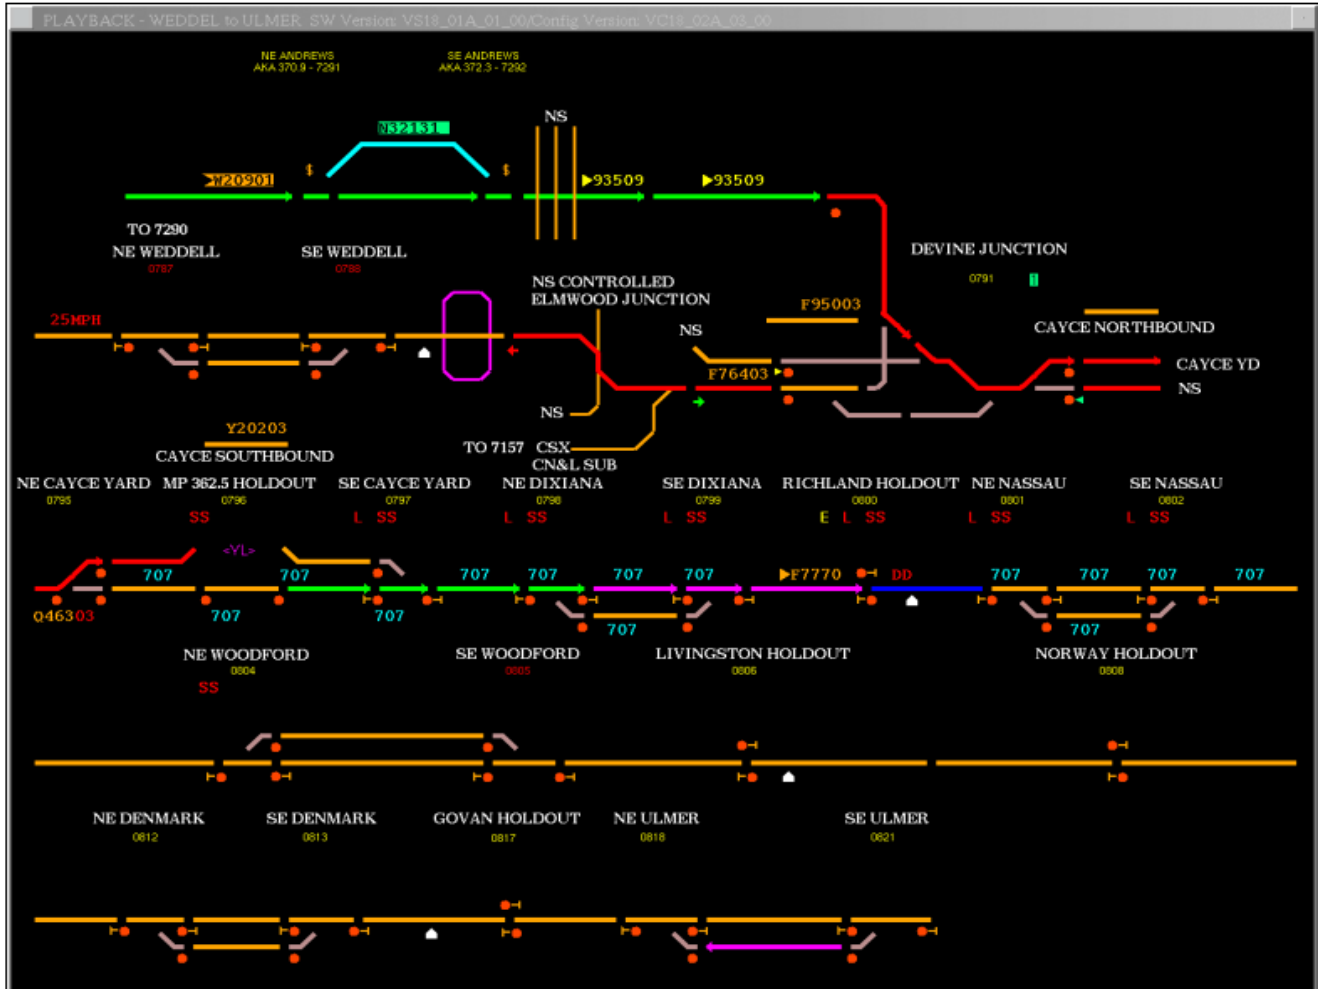 PLAYBACK - WEDDEL to ULMER SW Version: VS18_01A_01_00/Config Version: VC18_02A_03_00
NE ANDREWS SE ANDREWS
AKA 370.9 - 7291 AKA 372.3 - 7292
NS
N32131
$ $
W20901 93509 93509
TO 7290
NE WEDDELL SE WEDDELL DEVINE JUNCTION
0787 0788 0791
NS CONTROLLED
ELMWOOD JUNCTION
F95003
25MPH NS CAYCE NORTHBOUND
F76403 CAYCE YD
NS
NS
Y20203
TO 7157 CSX
CAYCE SOUTHBOUND
CN&L SUB
NE CAYCE YARD MP 362.5 HOLDOUT SE CAYCE YARD NE DIXIANA SE DIXIANA RICHLAND HOLDOUT NE NASSAU SE NASSAU
0795 0796 0797 0798 0799 0800 0801 0802
SS L SS L SS L SS E L SS L SS L SS
<YL>
707 707 707 707 707 707 F7770 DD 707 707 707 707
Q46303 707 707 707 707
NE WOODFORD SE WOODFORD LIVINGSTON HOLDOUT NORWAY HOLDOUT
0804 0805 0806 0808
SS
NE DENMARK SE DENMARK GOVAN HOLDOUT NE ULMER SE ULMER
0812 0813 0817 0818 0821